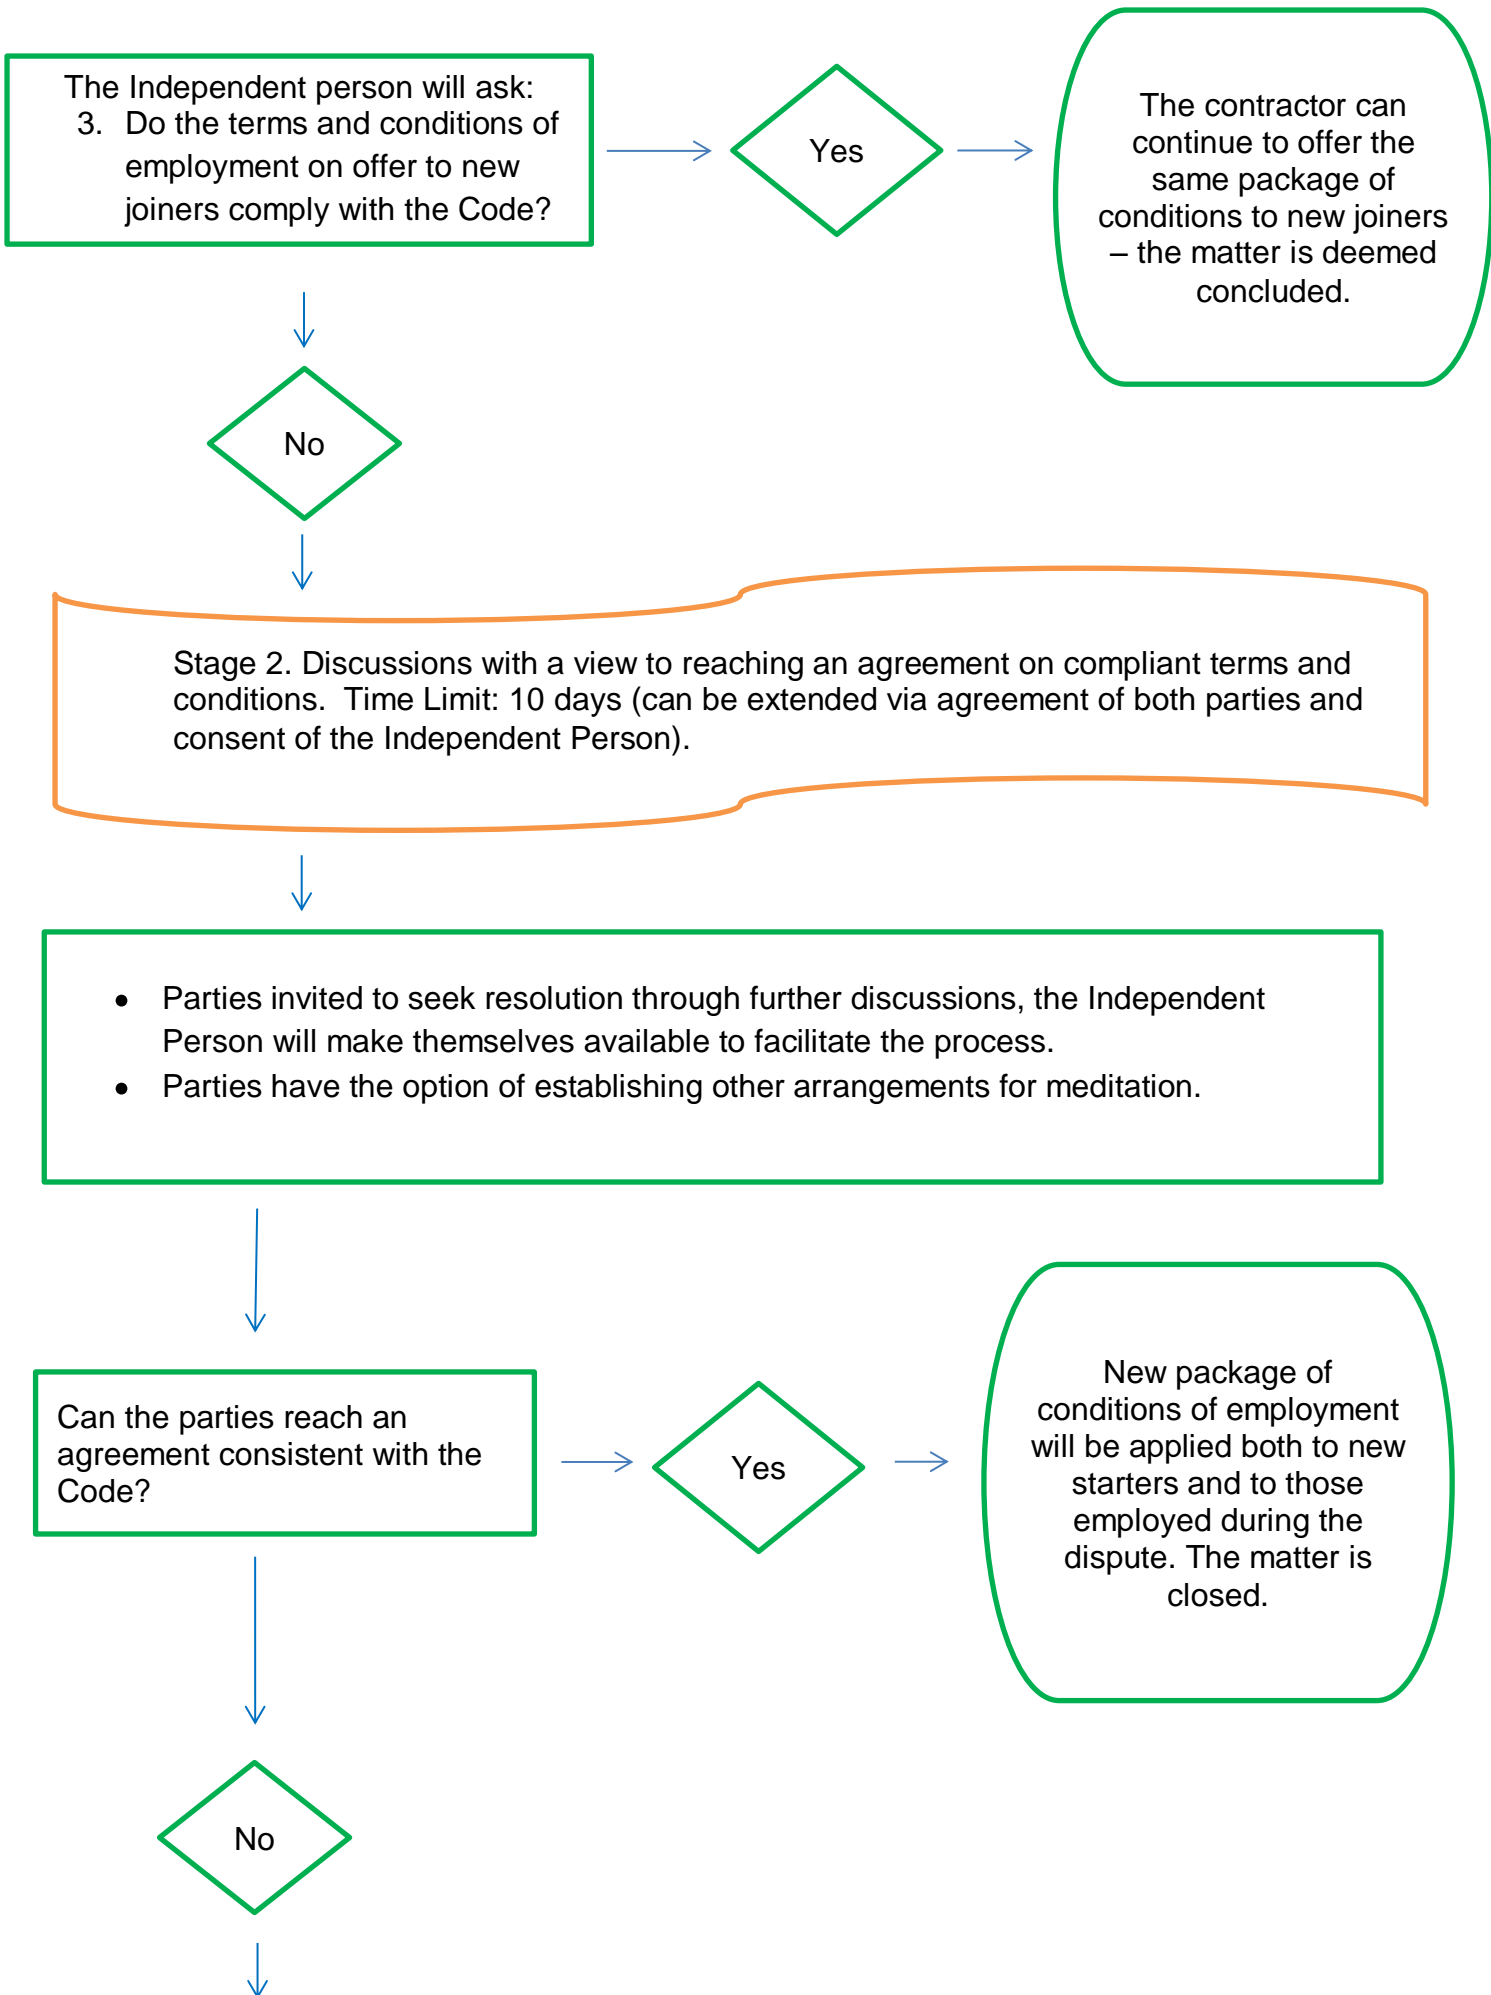 The Independent person will ask:
3. Do the terms and conditions of
employment on offer to new
joiners comply with the Code?
Yes
The contractor can
continue to offer the
same package of
conditions to new joiners
– the matter is deemed
concluded.
No
Stage 2. Discussions with a view to reaching an agreement on compliant terms and
conditions.  Time Limit: 10 days (can be extended via agreement of both parties and
consent of the Independent Person).
• Parties invited to seek resolution through further discussions, the Independent
Person will make themselves available to facilitate the process.
• Parties have the option of establishing other arrangements for meditation.
Can the parties reach an
agreement consistent with the
Code?
Yes
New package of
conditions of employment
will be applied both to new
starters and to those
employed during the
dispute. The matter is
closed.
No